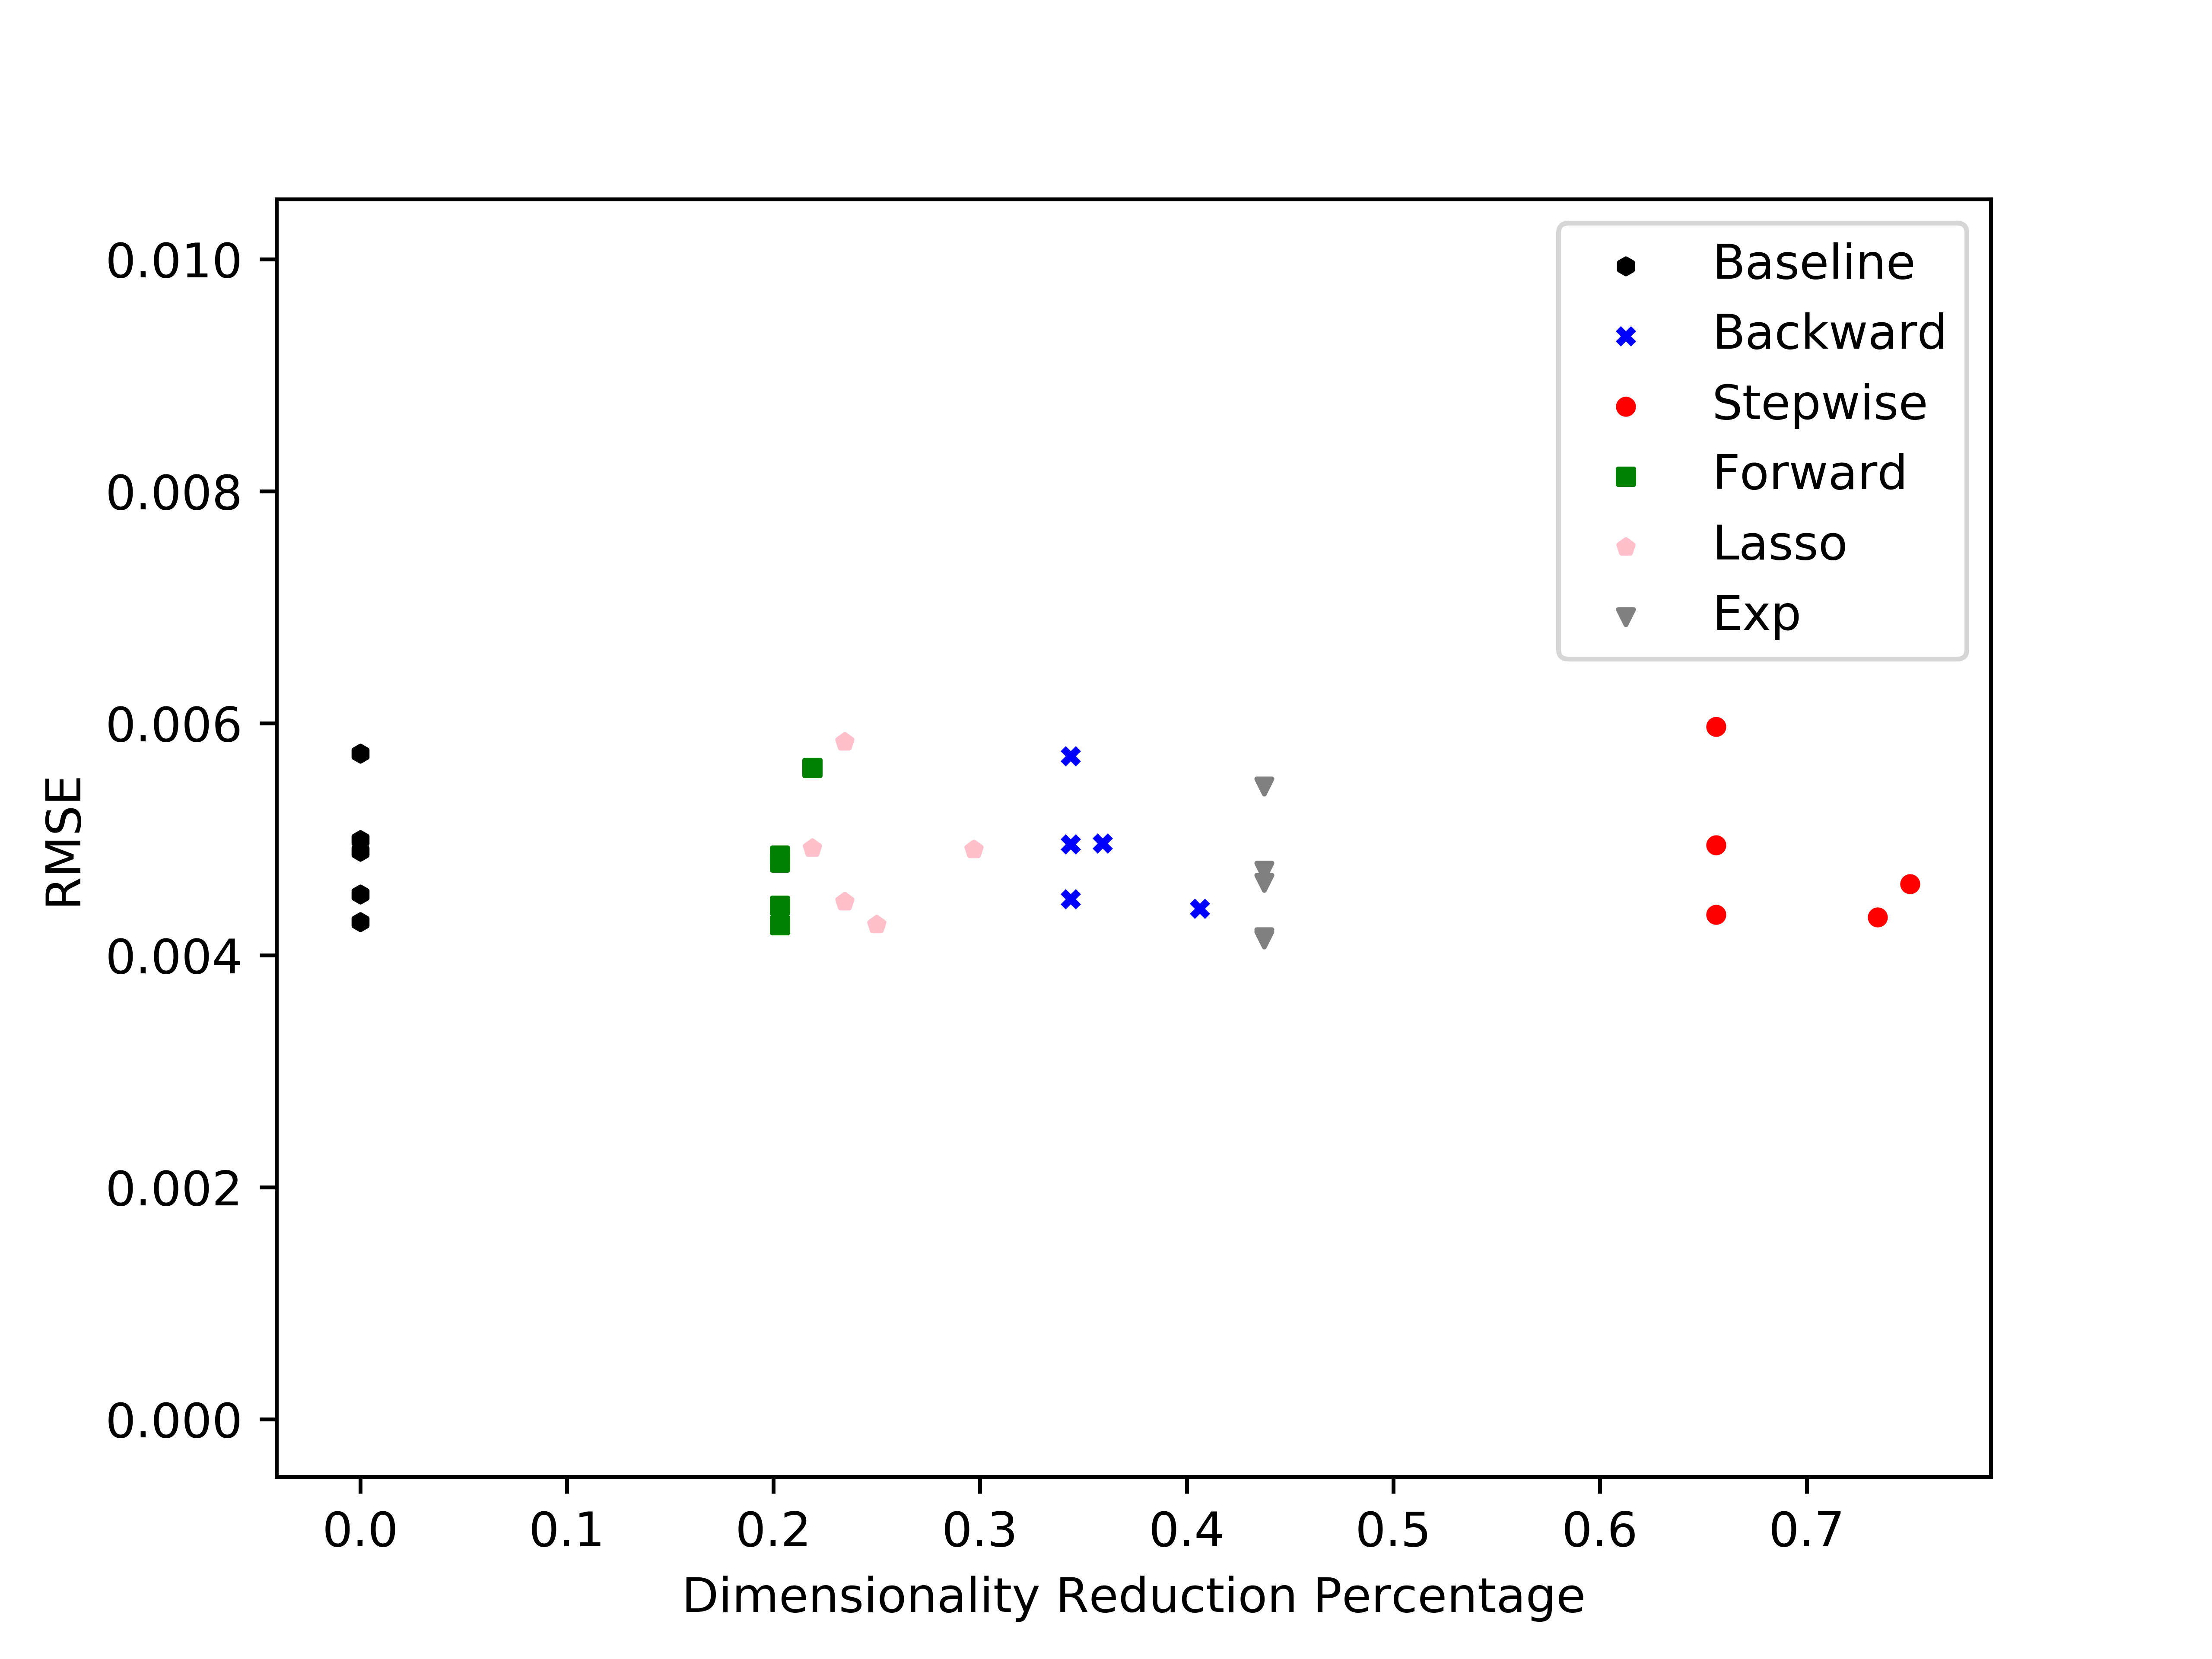 0.010
0.008
0.006
0.004
0.002
0.000
RMSE
0.0 0.1 0.2 0.3 0.4 0.5 0.6 0.7
Dimensionality Reduction Percentage
Baseline
Backward
Stepwise
Forward
Lasso
Exp